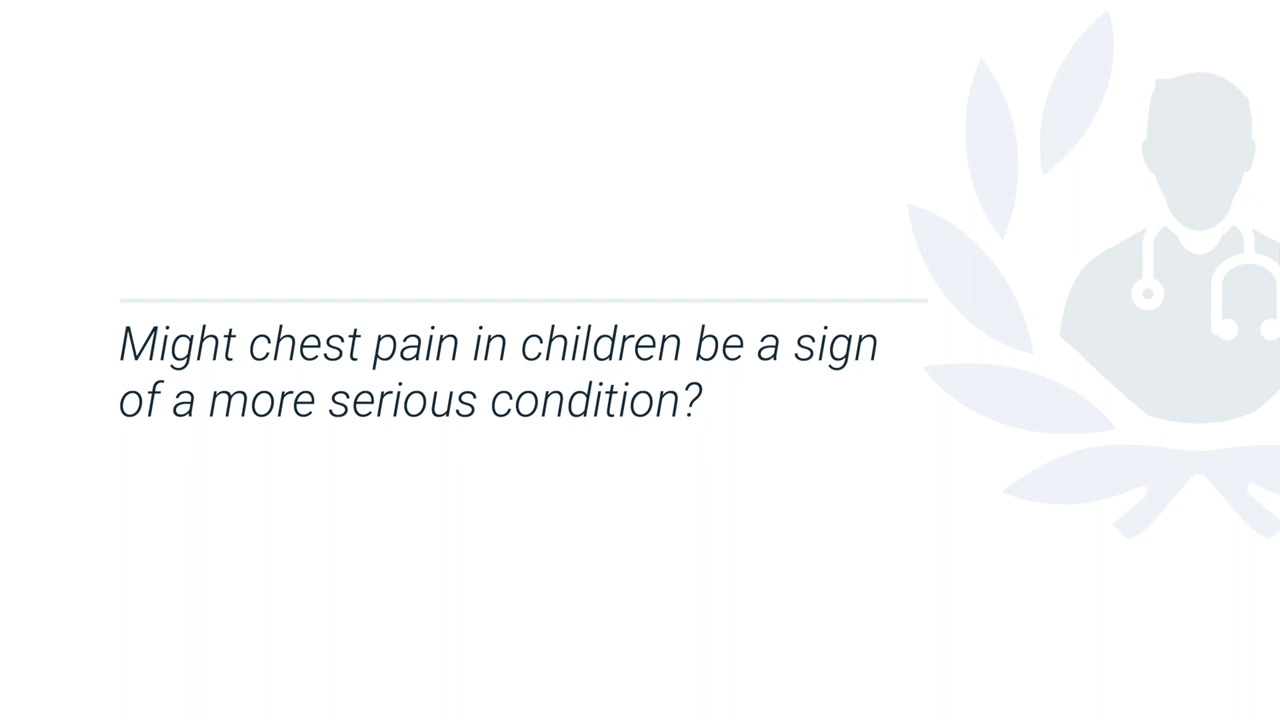 Might chest pain in children be a sign
of a more serious condition?